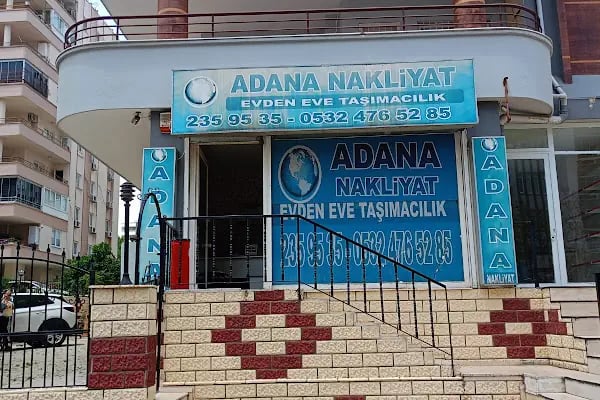 ADANA NAKLİYAT
EVDEN EVE TAŞIMACILIK
235 95 35 - 0532 476 52 85
ADANA
ADANA
NAKLİYAT
EVDEN EVE TAŞIMACILIK
235 95 35 - 0532 476 52 85
ADANA
NAKLİYAT